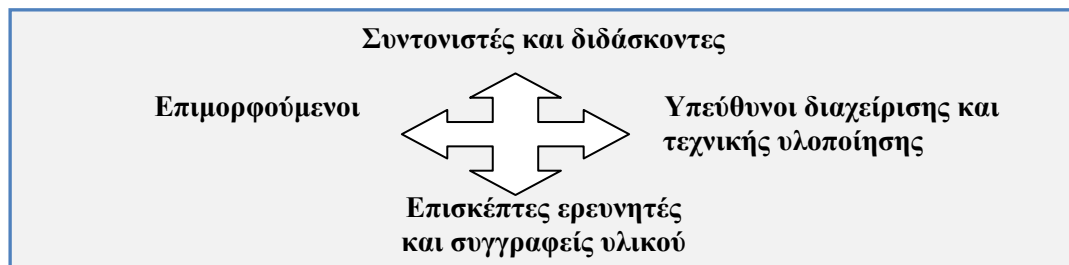 Συντονιστές και διδάσκοντες
Επιμορφούμενοι
Υπεύθυνοι διαχείρισης και
τεχνικής υλοποίησης
Επισκέπτες ερευνητές
και συγγραφείς υλικού